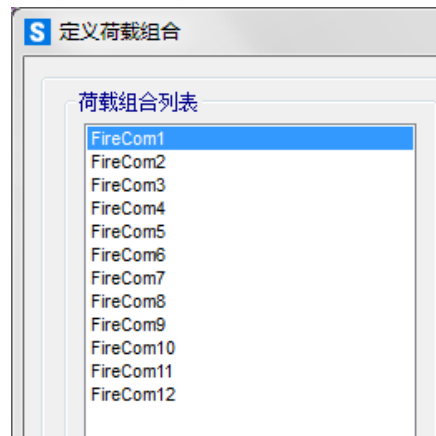 S 定义荷载组合
荷载组合列表
FireCom1
FireCom2
FireCom3
FireCom4
FireCom5
FireCom6
FireCom7
FireCom8
FireCom9
FireCom10
FireCom11
FireCom12